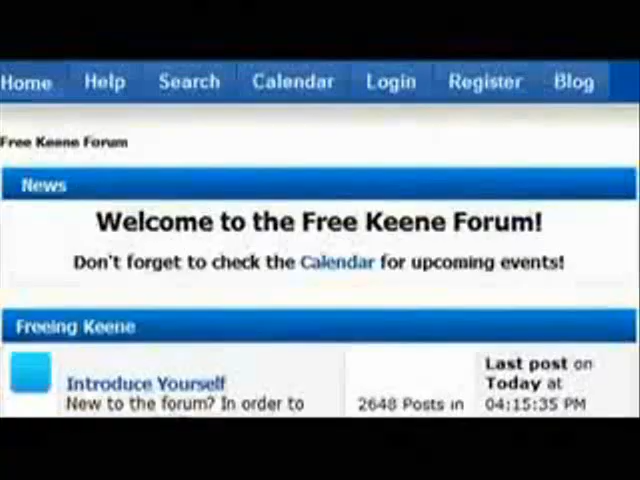 Home Help Search Calendar Login Register Blog
Free Keene Forum
News
Welcome to the Free Keene Forum!
Don't forget to check the Calendar for upcoming events!
Freeing Keene
Introduce Yourself
New to the forum? In order to
2648 Posts in
Last post on
Today at
04:15:35 PM